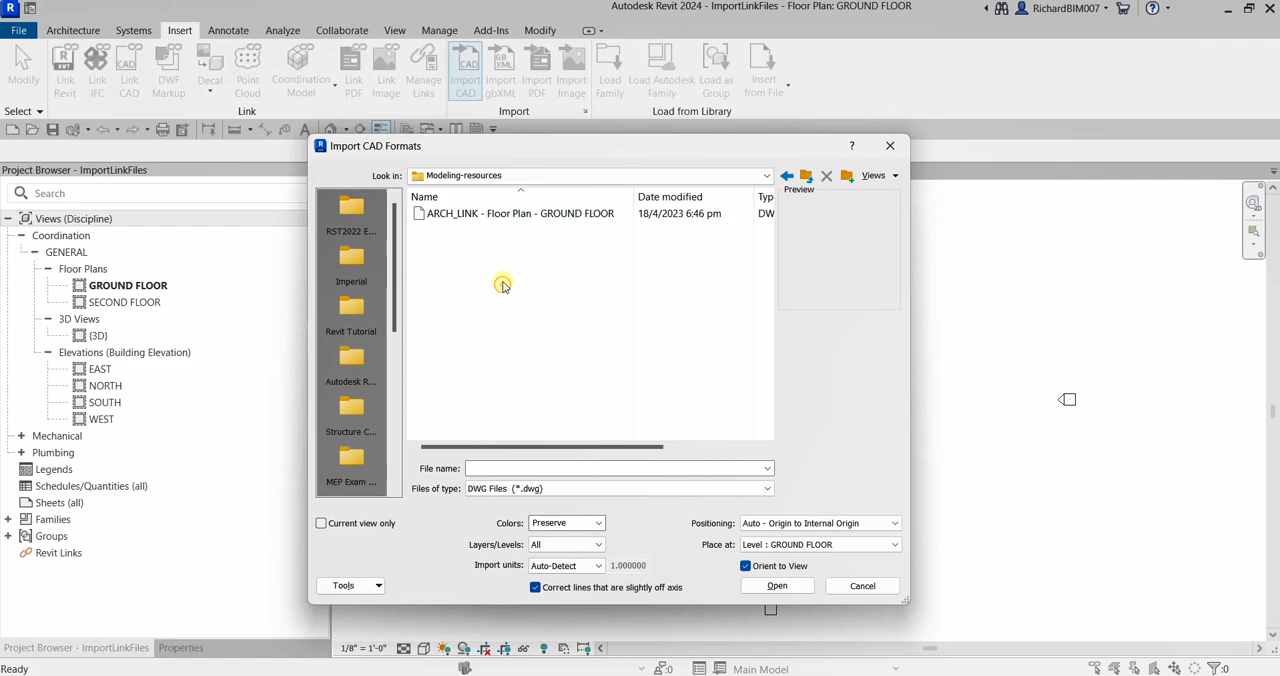 Autodesk Revit 2024 - ImportLinkFiles - Floor Plan: GROUND FLOOR
RichardBIM007
File Architecture Systems Insert Annotate Analyze Collaborate View Manage Add-Ins Modify
Modify
Link Revit
Link IFC
Link CAD
DWF Markup
Decal
Point Cloud
Coordination Model
Link PDF
Link Image
Manage Links
Import CAD
Import gbXML
Import PDF
Import Image
Load Family
Load Autodesk Family
Load as Group
Insert from File
Select
Link
Import
Load from Library
Project Browser - ImportLinkFiles
Search
Views (Discipline)
Coordination
GENERAL
Floor Plans
GROUND FLOOR
SECOND FLOOR
3D Views
{3D}
Elevations (Building Elevation)
EAST
NORTH
SOUTH
WEST
Mechanical
Plumbing
Legends
Schedules/Quantities (all)
Sheets (all)
Families
Groups
Revit Links
Project Browser - ImportLinkFiles Properties
Ready
Import CAD Formats
Look in: Modeling-resources
Views
Name Date modified Typ
ARCH_LINK - Floor Plan - GROUND FLOOR 18/4/2023 6:46 pm DW
Preview
RST2022 E...
Imperial
Revit Tutorial
Autodesk R...
Structure C...
MEP Exam ...
File name:
Files of type: DWG Files (*.dwg)
Current view only
Colors: Preserve
Layers/Levels: All
Import units: Auto-Detect 1.000000
Correct lines that are slightly off axis
Positioning: Auto - Origin to Internal Origin
Place at: Level : GROUND FLOOR
Orient to View
Tools
Open
Cancel
1/8" = 1'-0"
:0
Main Model
:0